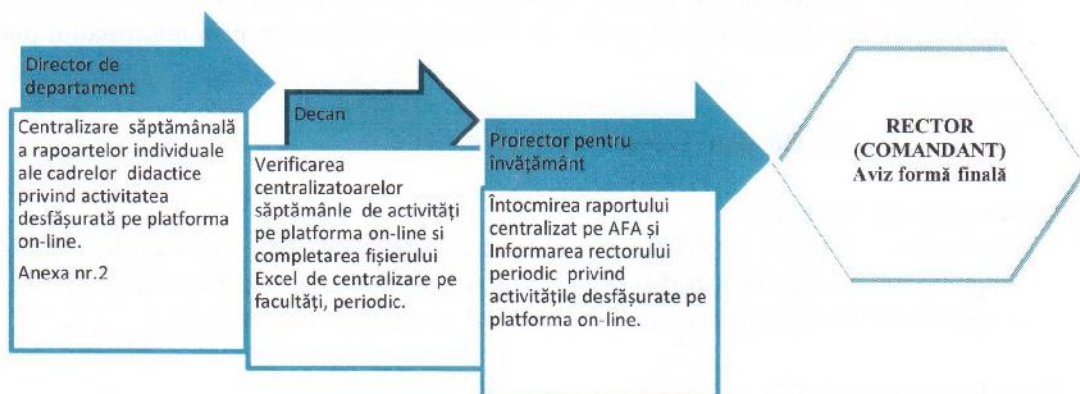 Director de
departament
Centralizare săptămânală
a rapoartelor individuale
ale cadrelor didactice
privind activitatea
desfășurată pe platforma
on-line.
Anexa nr.2
Decan
Verificarea
centralizatoarelor
săptămânle de activități
pe platforma on-line si
completarea fișierului
Excel de centralizare pe
facultăți, periodic.
Prorector pentru
învățământ
Întocmirea raportului
centralizat pe AFA și
Informarea rectorului
periodic privind
activitățile desfășurate pe
platforma on-line.
RECTOR
(COMANDANT)
Aviz formă finală